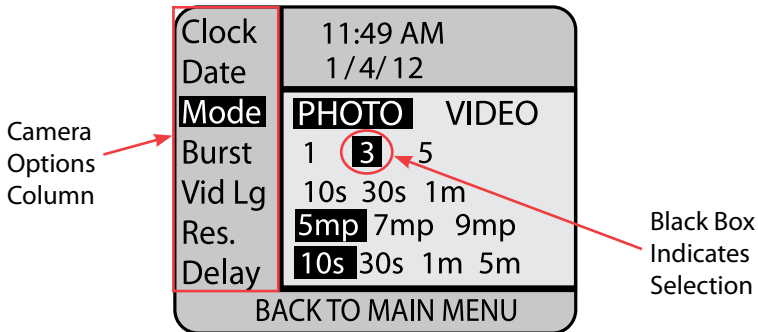 Clock 11:49 AM
Date 1/4/12
Mode PHOTO VIDEO
Burst 1 3 5
Vid Lg 10s 30s 1m
Res. 5mp 7mp 9mp
Delay 10s 30s 1m 5m
BACK TO MAIN MENU
Camera
Options
Column
Black Box
Indicates
Selection